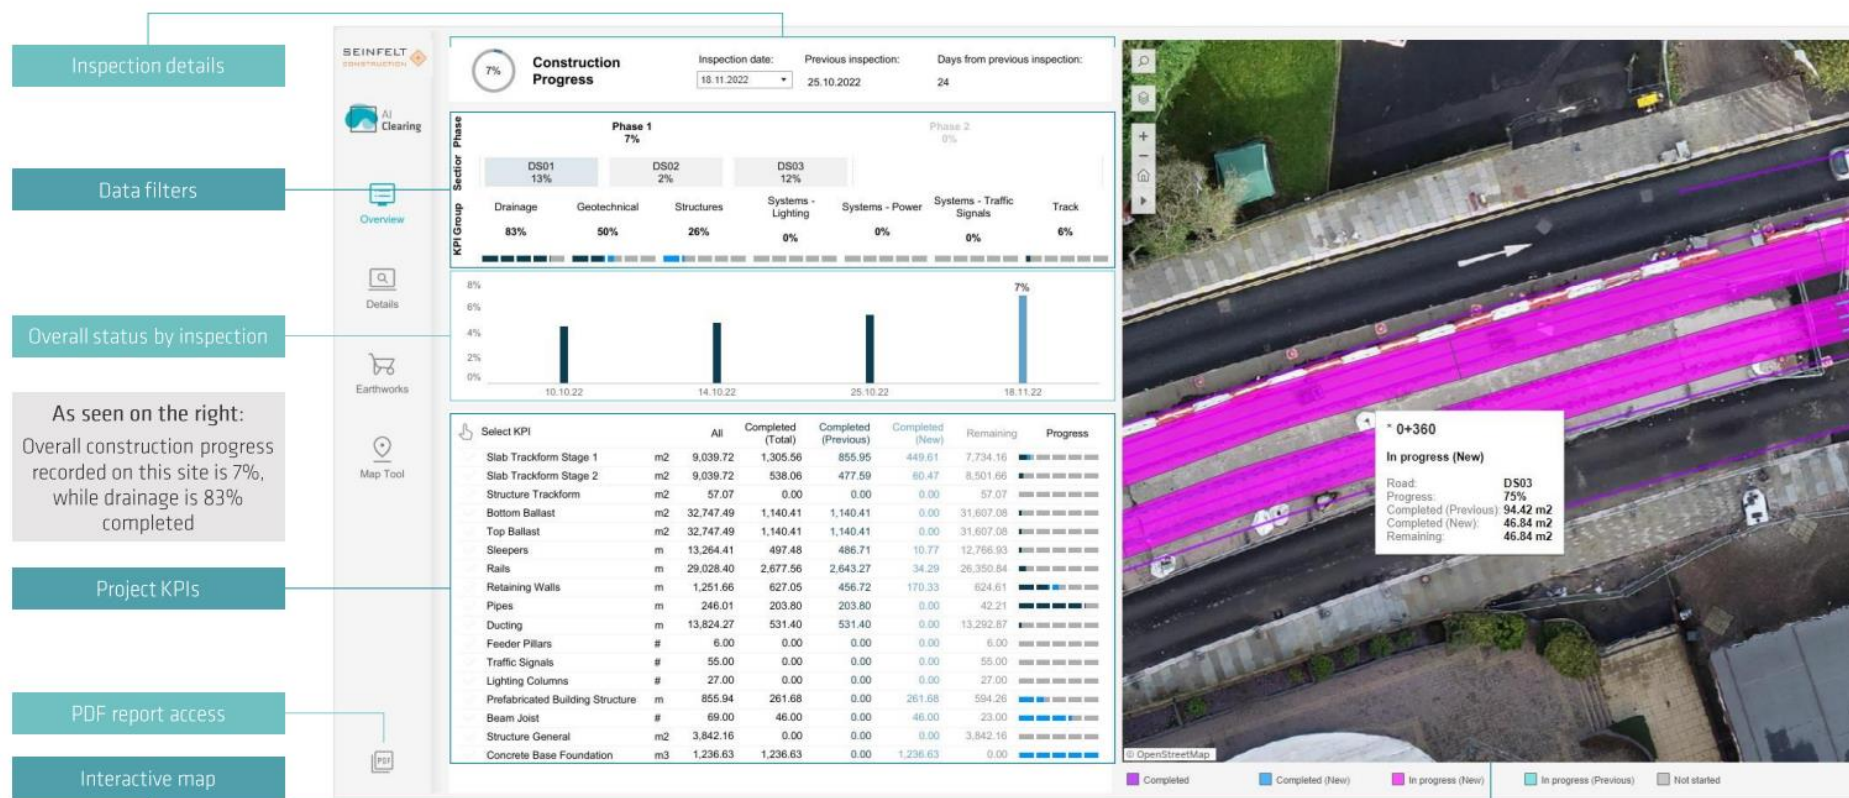 Inspection details
Data filters
Overall status by inspection
As seen on the right:
Overall construction progress
recorded on this site is 7%,
while drainage is 83%
completed
Project KPIs
PDF report access
Interactive map
SEINFELT
CONSTRUCTION
AI
Clearing
Overview
Details
Earthworks
Map Tool
PDF
7%
Construction
Progress
Inspection date: Previous inspection: Days from previous inspection:
18.11.2022 25.10.2022 24
Phase
Phase 1 Phase 2
7% 0%
Section
DS01 DS02 DS03
13% 2% 12%
KPI Group
Drainage Geotechnical Structures Systems - Lighting Systems - Power Systems - Traffic Signals Track
83% 50% 26% 0% 0% 0% 6%
8%
6%
4%
2%
0%
7%
10.10.22 14.10.22 25.10.22 18.11.22
Select KPI All Completed (Total) Completed (Previous) Completed (New) Remaining Progress
Slab Trackform Stage 1 m2 9,039.72 1,305.56 855.95 449.61 7,734.16
Slab Trackform Stage 2 m2 9,039.72 538.06 477.59 60.47 8,501.66
Structure Trackform m2 57.07 0.00 0.00 0.00 57.07
Bottom Ballast m2 32,747.49 1,140.41 1,140.41 0.00 31,607.08
Top Ballast m2 32,747.49 1,140.41 1,140.41 0.00 31,607.08
Sleepers m 13,264.41 497.48 486.71 10.77 12,766.93
Rails m 29,028.40 2,677.56 2,643.27 34.29 26,350.84
Retaining Walls m 1,251.66 627.05 456.72 170.33 624.61
Pipes m 246.01 203.80 203.80 0.00 42.21
Ducting m 13,824.27 531.40 531.40 0.00 13,292.87
Feeder Pillars # 6.00 0.00 0.00 0.00 6.00
Traffic Signals # 55.00 0.00 0.00 0.00 55.00
Lighting Columns # 27.00 0.00 0.00 0.00 27.00
Prefabricated Building Structure m 855.94 261.68 0.00 261.68 594.26
Beam Joist # 69.00 46.00 0.00 46.00 23.00
Structure General m2 3,842.16 0.00 0.00 0.00 3,842.16
Concrete Base Foundation m3 1,236.63 1,236.63 0.00 1,236.63 0.00
* 0+360
In progress (New)
Road: DS03
Progress: 75%
Completed (Previous): 94.42 m2
Completed (New): 46.84 m2
Remaining: 46.84 m2
© OpenStreetMap
Completed Completed (New) In progress (New) In progress (Previous) Not started